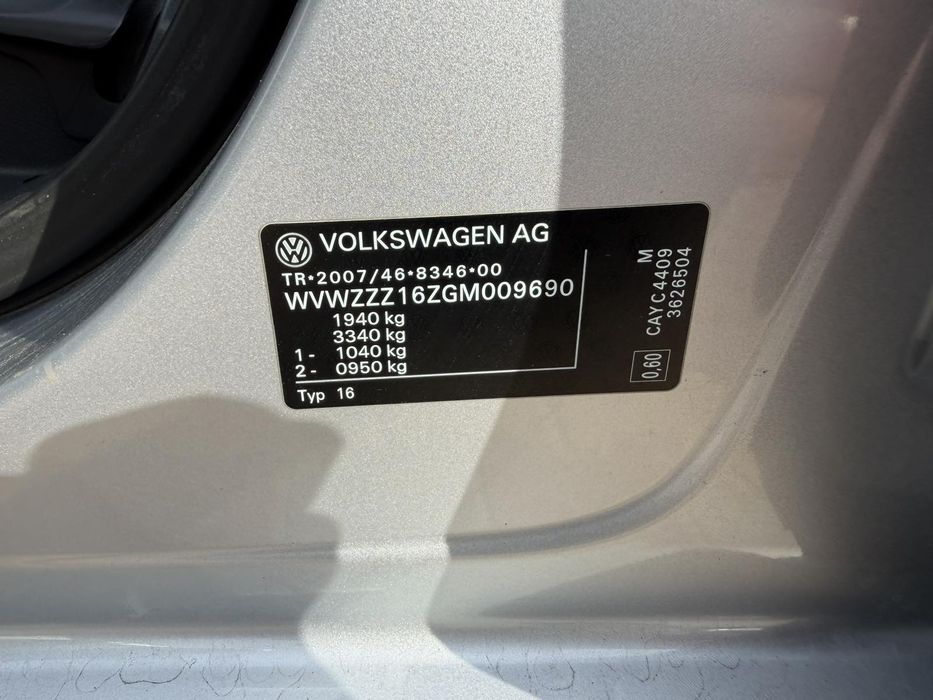 VOLKSWAGEN AG
TR*2007/46*8346*00
WVWZZZ16ZGM009690
1940 kg
3340 kg
1- 1040 kg
2- 0950 kg
Typ 16
M
CAYC4409
3626504
0,60